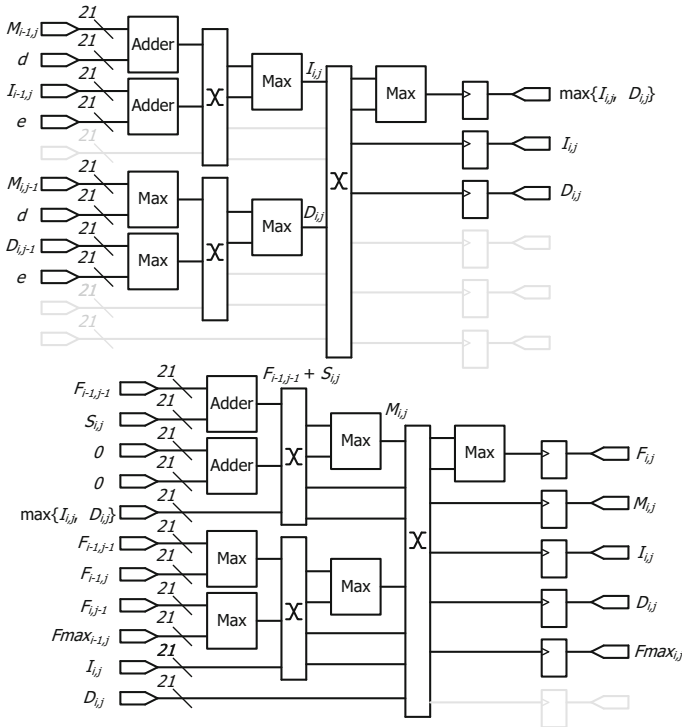 21
M_{i-1,j}
Adder
21
d
21
I_{i-1,j}
Adder
21
e
21
Max
I_{i,j}
Max
max{I_{i,j}, D_{i,j}}
I_{i,j}
D_{i,j}
21
M_{i,j-1}
Max
21
d
21
D_{i,j-1}
Max
21
e
21
21
Max
D_{i,j}
21
F_{i-1,j-1}
Adder
F_{i-1,j-1} + S_{i,j}
21
S_{i,j}
21
0
Adder
21
0
21
max{I_{i,j}, D_{i,j}}
Max
M_{i,j}
Max
F_{i,j}
M_{i,j}
I_{i,j}
D_{i,j}
Fmax_{i,j}
21
F_{i-1,j-1}
Max
21
F_{i-1,j}
21
F_{i,j-1}
Max
21
Fmax_{i-1,j}
21
I_{i,j}
21
D_{i,j}
Max